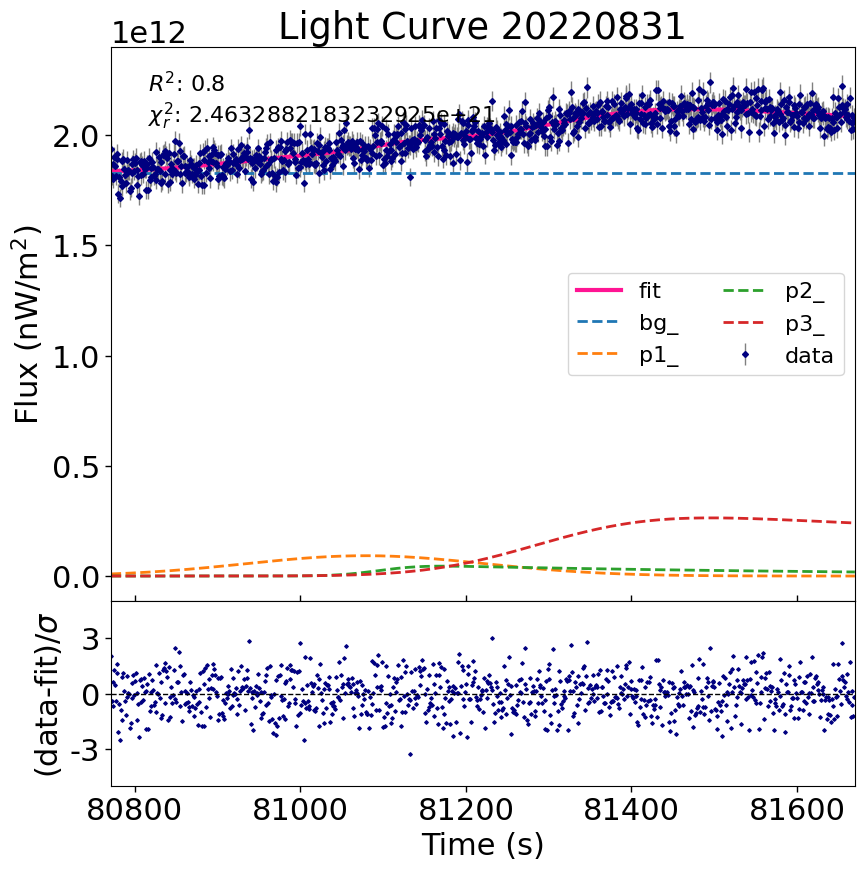 Light Curve 20220831
1e12
R²: 0.8
χ²ᵣ: 2.4632882183232925e+21
Flux (nW/m²)
2.0
1.5
1.0
0.5
0.0
fit
bg_
p1_
p2_
p3_
data
(data-fit)/σ
3
0
-3
80800 81000 81200 81400 81600
Time (s)